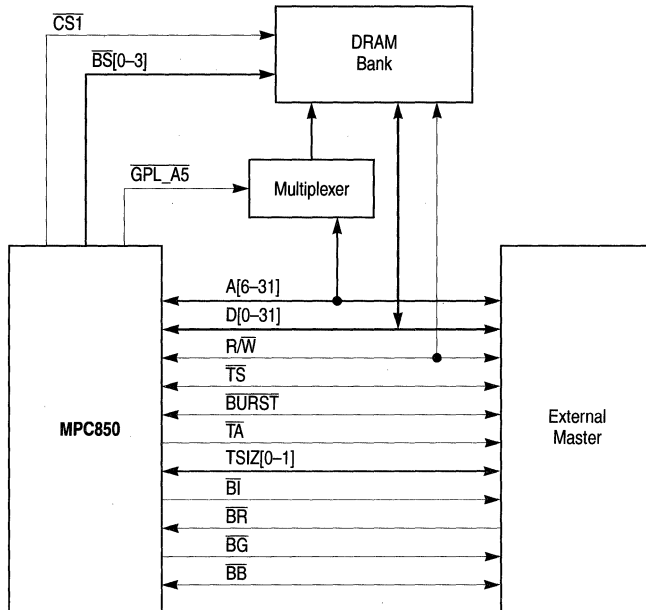 CS1
DRAM
Bank
BS[0–3]
GPL_A5
Multiplexer
A[6–31]
D[0–31]
R/W
TS
BURST
MPC850
External
Master
TA
TSIZ[0–1]
BI
BR
BG
BB